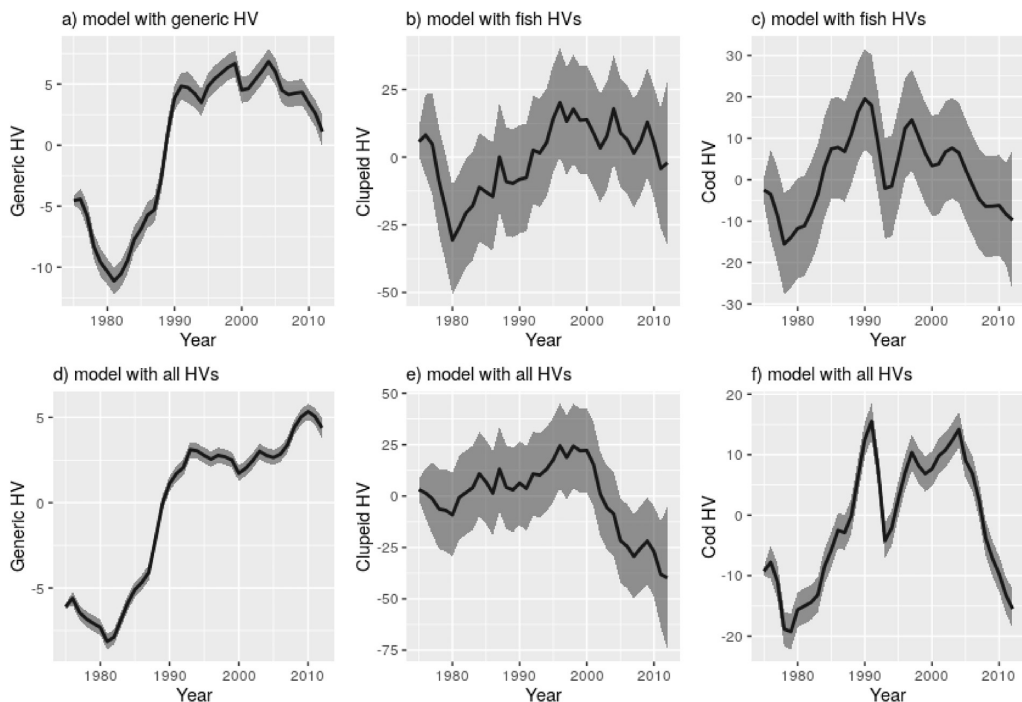 a) model with generic HV
b) model with fish HVs
c) model with fish HVs
Generic HV
5
0
-5
-10
1980 1990 2000 2010
Year
Clupeid HV
25
0
-25
-50
1980 1990 2000 2010
Year
Cod HV
30
20
10
0
-10
-20
-30
1980 1990 2000 2010
Year
d) model with all HVs
e) model with all HVs
f) model with all HVs
Generic HV
5
0
-5
1980 1990 2000 2010
Year
Clupeid HV
50
25
0
-25
-50
-75
1980 1990 2000 2010
Year
Cod HV
20
10
0
-10
-20
1980 1990 2000 2010
Year